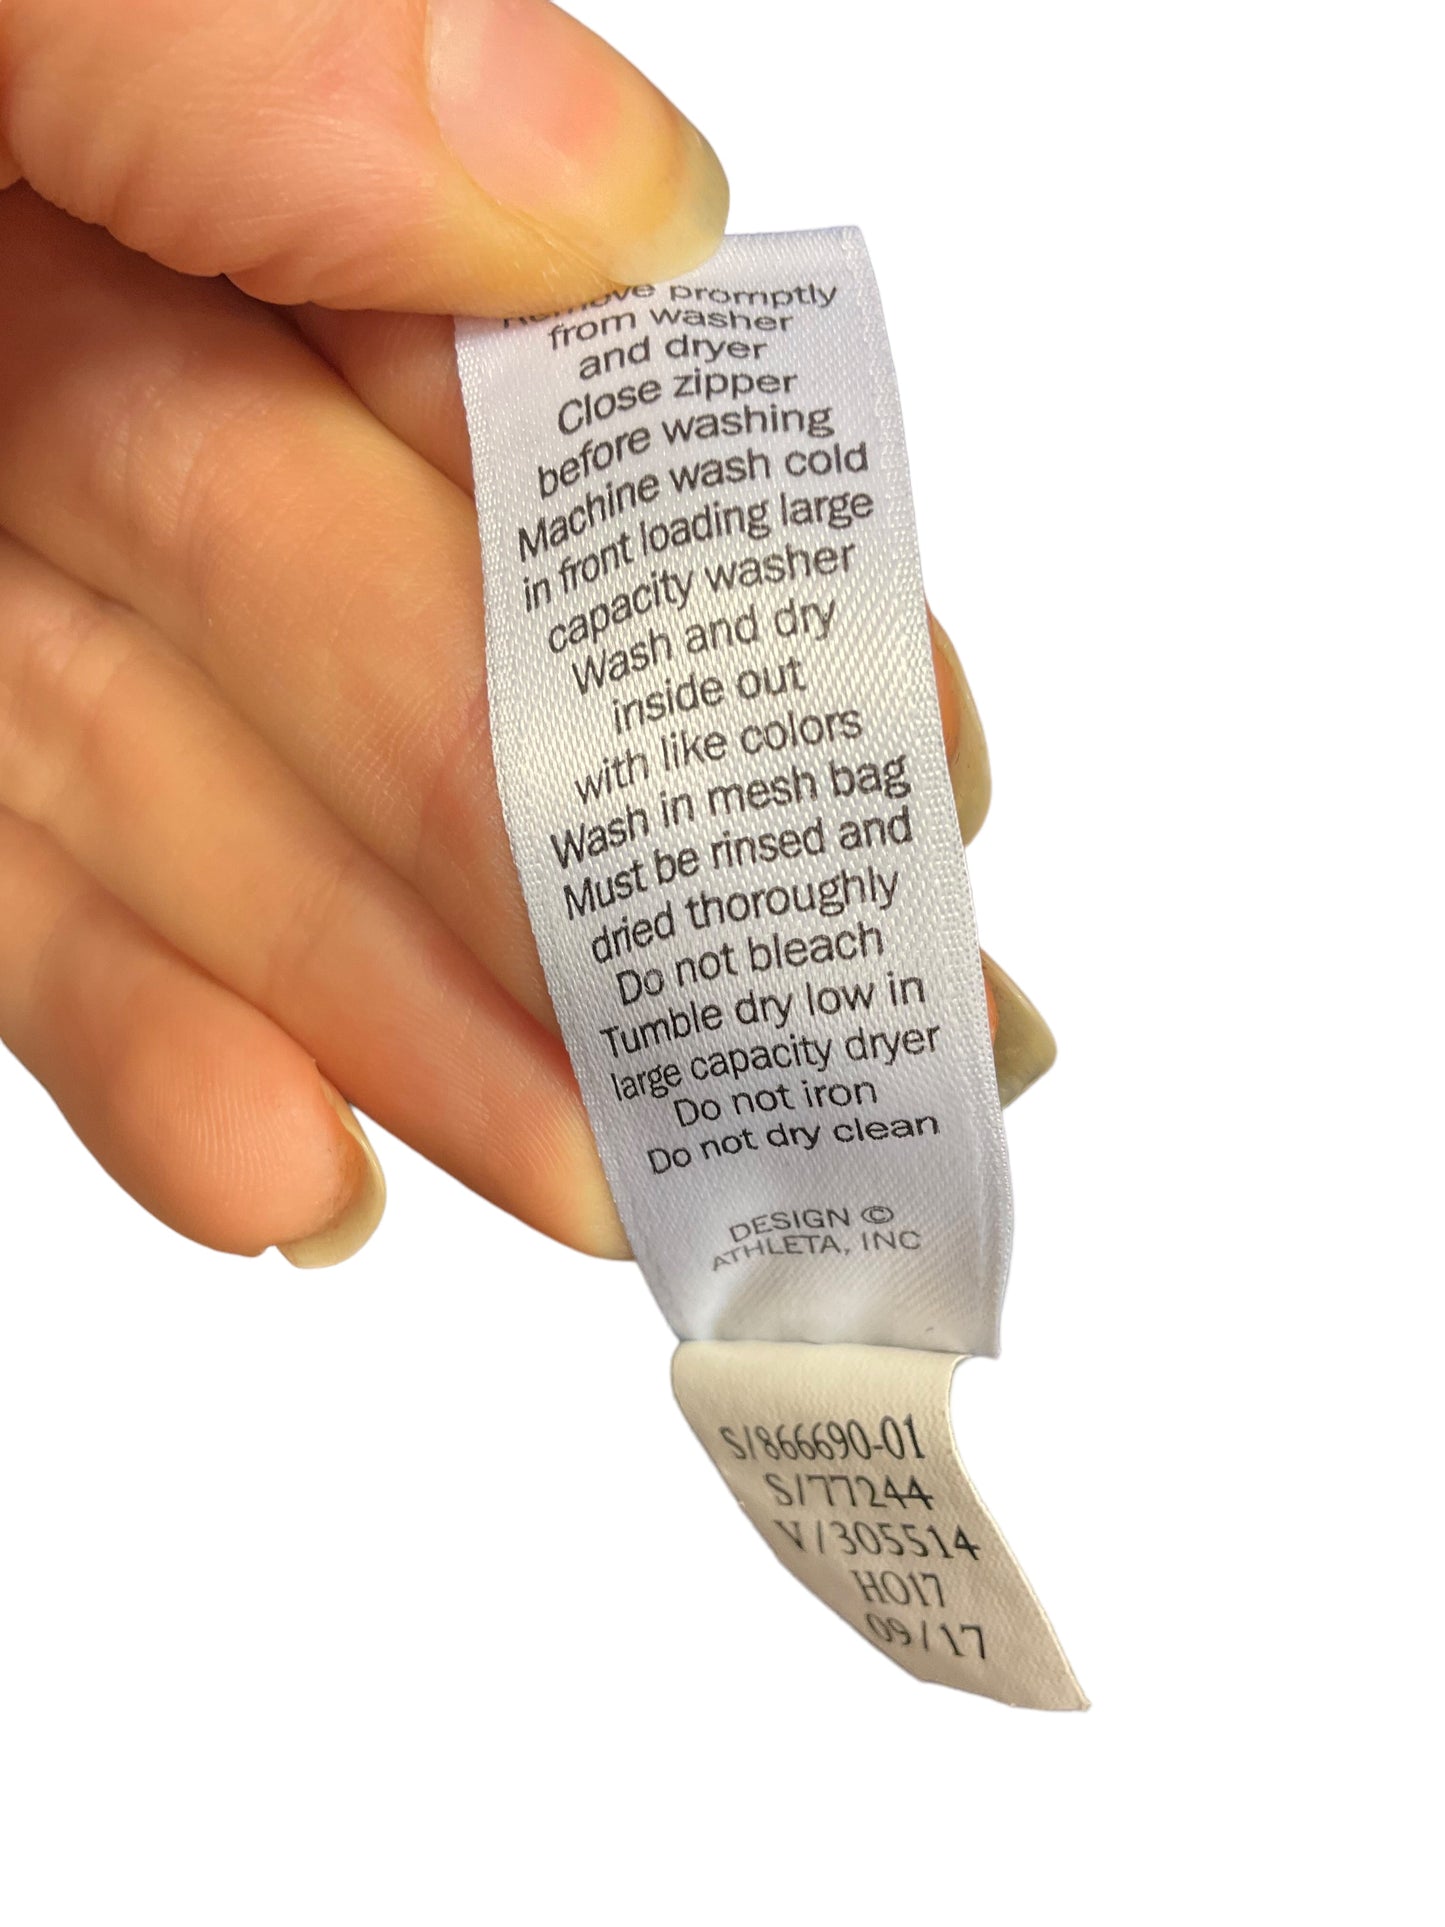 Remove promptly
from washer
and dryer
Close zipper
before washing
Machine wash cold
in front loading large
capacity washer
Wash and dry
inside out
with like colors
Wash in mesh bag
Must be rinsed and
dried thoroughly
Do not bleach
Tumble dry low in
large capacity dryer
Do not iron
Do not dry clean
DESIGN ©
ATHLETA, INC
S/866690-01
S/77244
V/305514
HO17
09/17